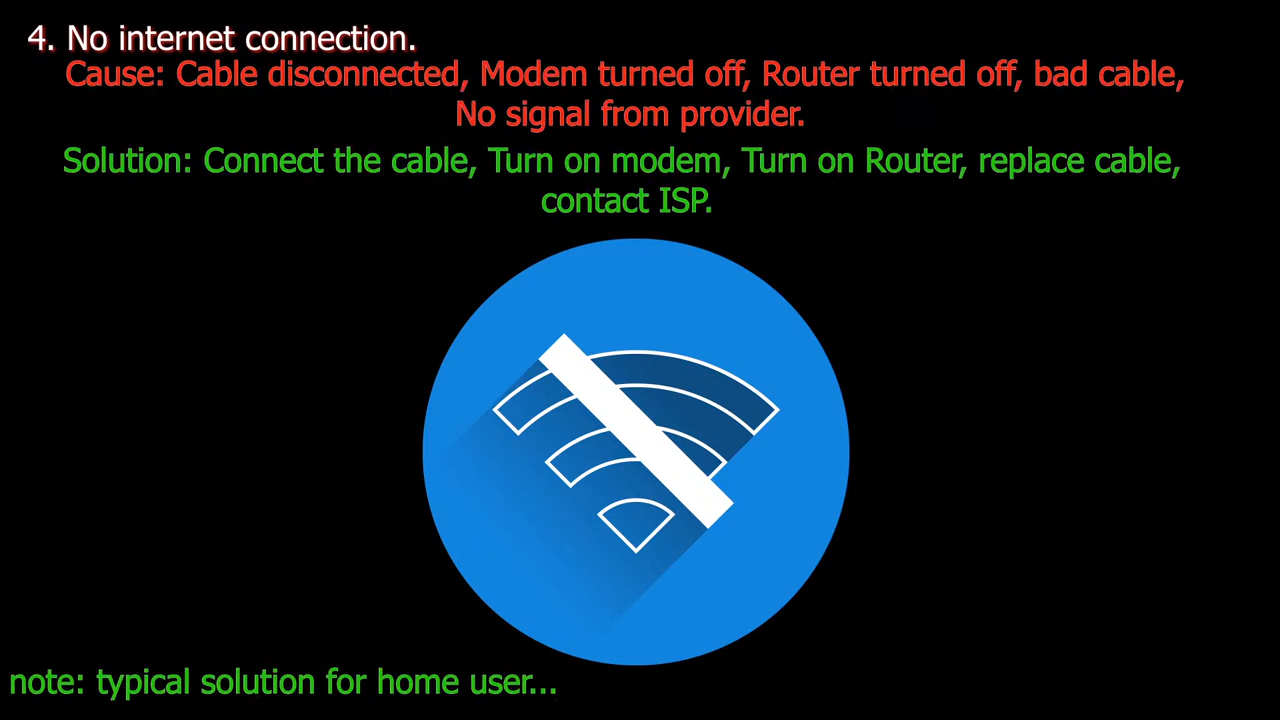 4. No internet connection.
Cause: Cable disconnected, Modem turned off, Router turned off, bad cable,
No signal from provider.
Solution: Connect the cable, Turn on modem, Turn on Router, replace cable,
contact ISP.
note: typical solution for home user...